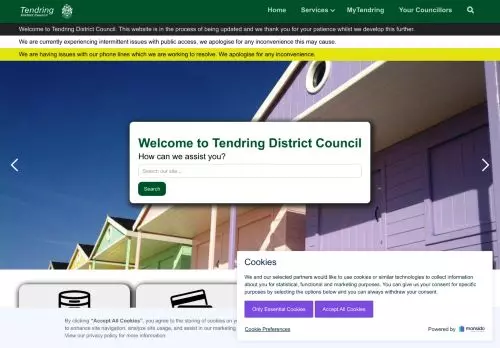 Tendring
District Council
Home
Services
MyTendring
Your Councillors
Welcome to Tendring District Council. This website is in the process of being updated and we thank you for your patience whilst we develop this further.
We are currently experiencing intermittent issues with public access, we apologise for any inconvenience this may cause.
We are having issues with our phone lines which we are working to resolve. We apologise for any inconvenience.
Welcome to Tendring District Council
How can we assist you?
Search our site...
Search
Cookies
We and our selected partners would like to use cookies or similar technologies to collect information
about you for statistical, functional and marketing purposes. You can give us your consent for specific
purposes by selecting the options below and you can always withdraw your consent.
Only Essential Cookies
Accept All Cookies
Cookie Preferences
Powered by
monsido
By clicking “Accept All Cookies”, you agree to the storing of cookies on
to enhance site navigation, analyze site usage, and assist in our marketing
View our privacy policy for more information